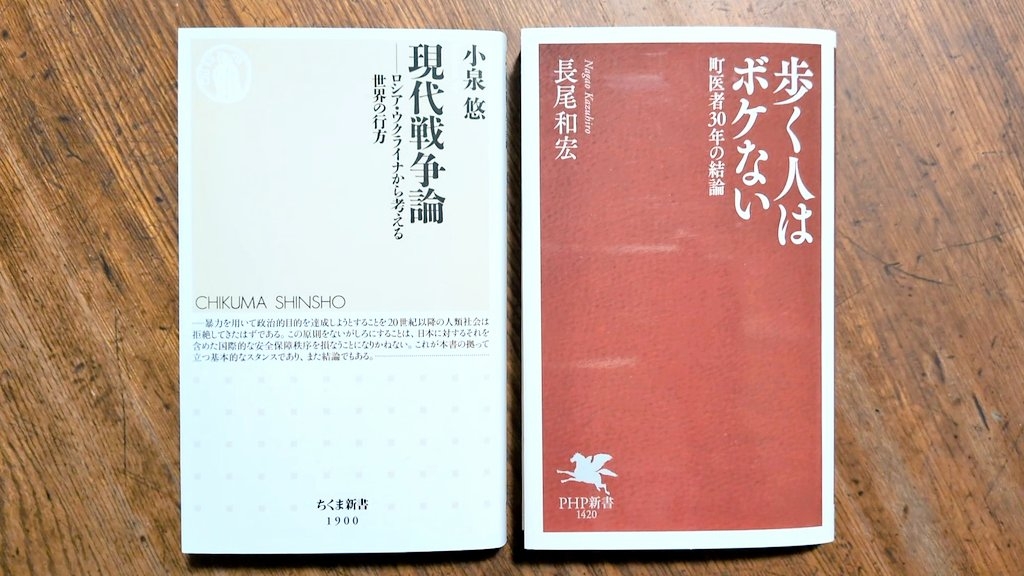 小泉 悠
現代戦争論
──ロシア・ウクライナから考える
世界の行方
CHIKUMA SHINSHO
──暴力を用いて政治的目的を達成しようとすることを20世紀以降の人類社会は
拒絶してきたはずである。この原則をないがしろにすることは、日本に対するそれを
含めた国際的な安全保障秩序を損なうことになりかねない。これが本書の拠って
立つ基本的なスタンスであり、また結論でもある。
ちくま新書
1900
歩く人は
ボケない
町医者30年の結論
Nagao Kazuhiro
長尾和宏
PHP新書
1420